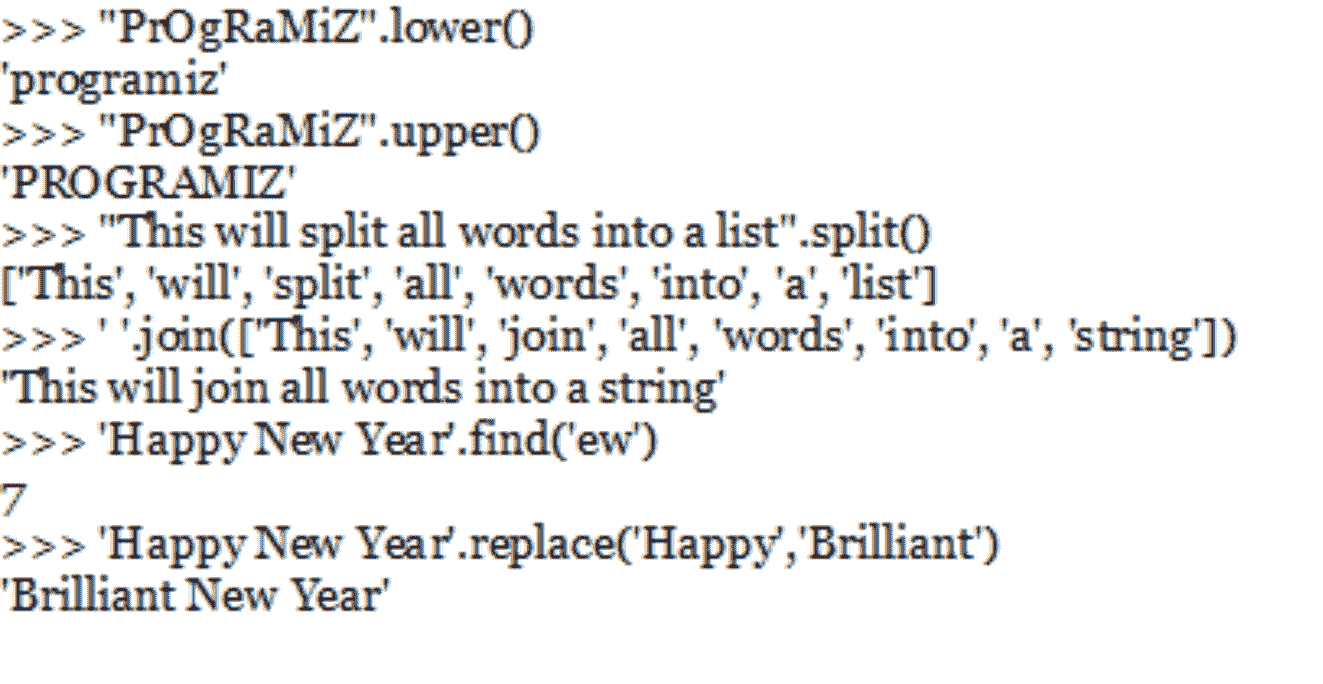 >>> "PrOgRaMiZ".lower()
'programiz'
>>> "PrOgRaMiZ".upper()
'PROGRAMIZ'
>>> "This will split all words into a list".split()
['This', 'will', 'split', 'all', 'words', 'into', 'a', 'list']
>>> ' '.join(['This', 'will', 'join', 'all', 'words', 'into', 'a', 'string'])
'This will join all words into a string'
>>> 'Happy New Year'.find('ew')
7
>>> 'Happy New Year'.replace('Happy','Brilliant')
'Brilliant New Year'